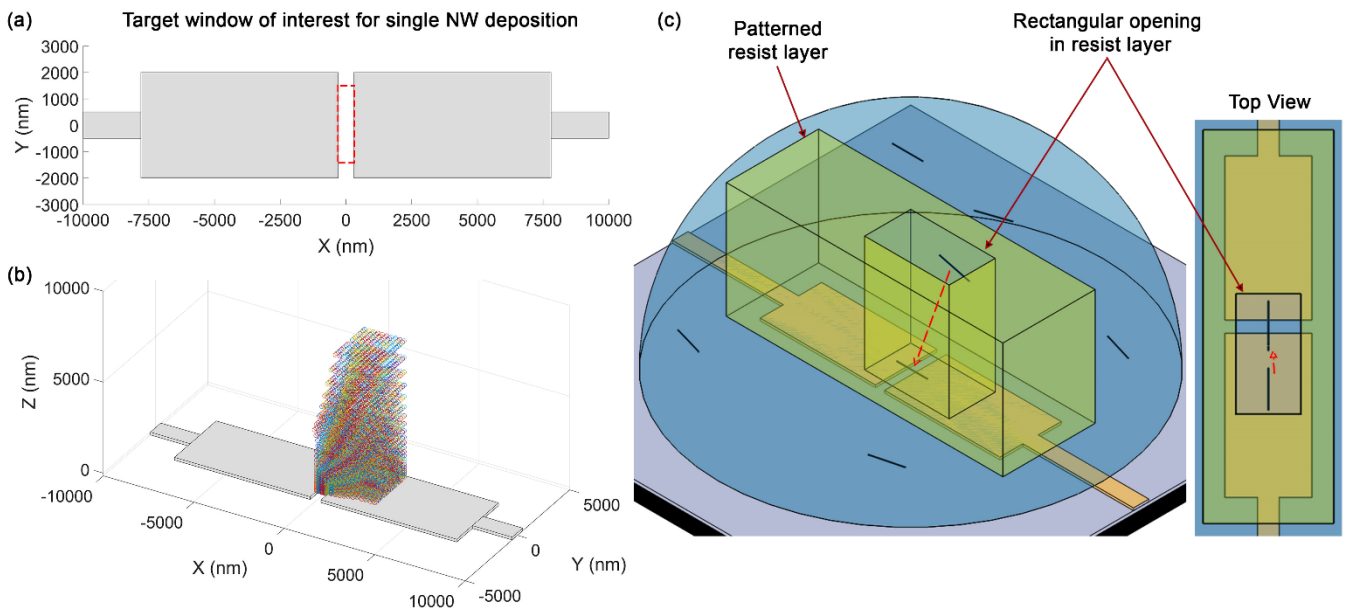 (a)
Target window of interest for single NW deposition
3000
2000
1000
0
-1000
-2000
-3000
Y (nm)
-10000 -7500 -5000 -2500 0 2500 5000 7500 10000
X (nm)
(b)
10000
5000
0
Z (nm)
-10000
-5000
0
5000
10000
X (nm)
5000
0
-5000
Y (nm)
(c)
Patterned
resist layer
Rectangular opening
in resist layer
Top View